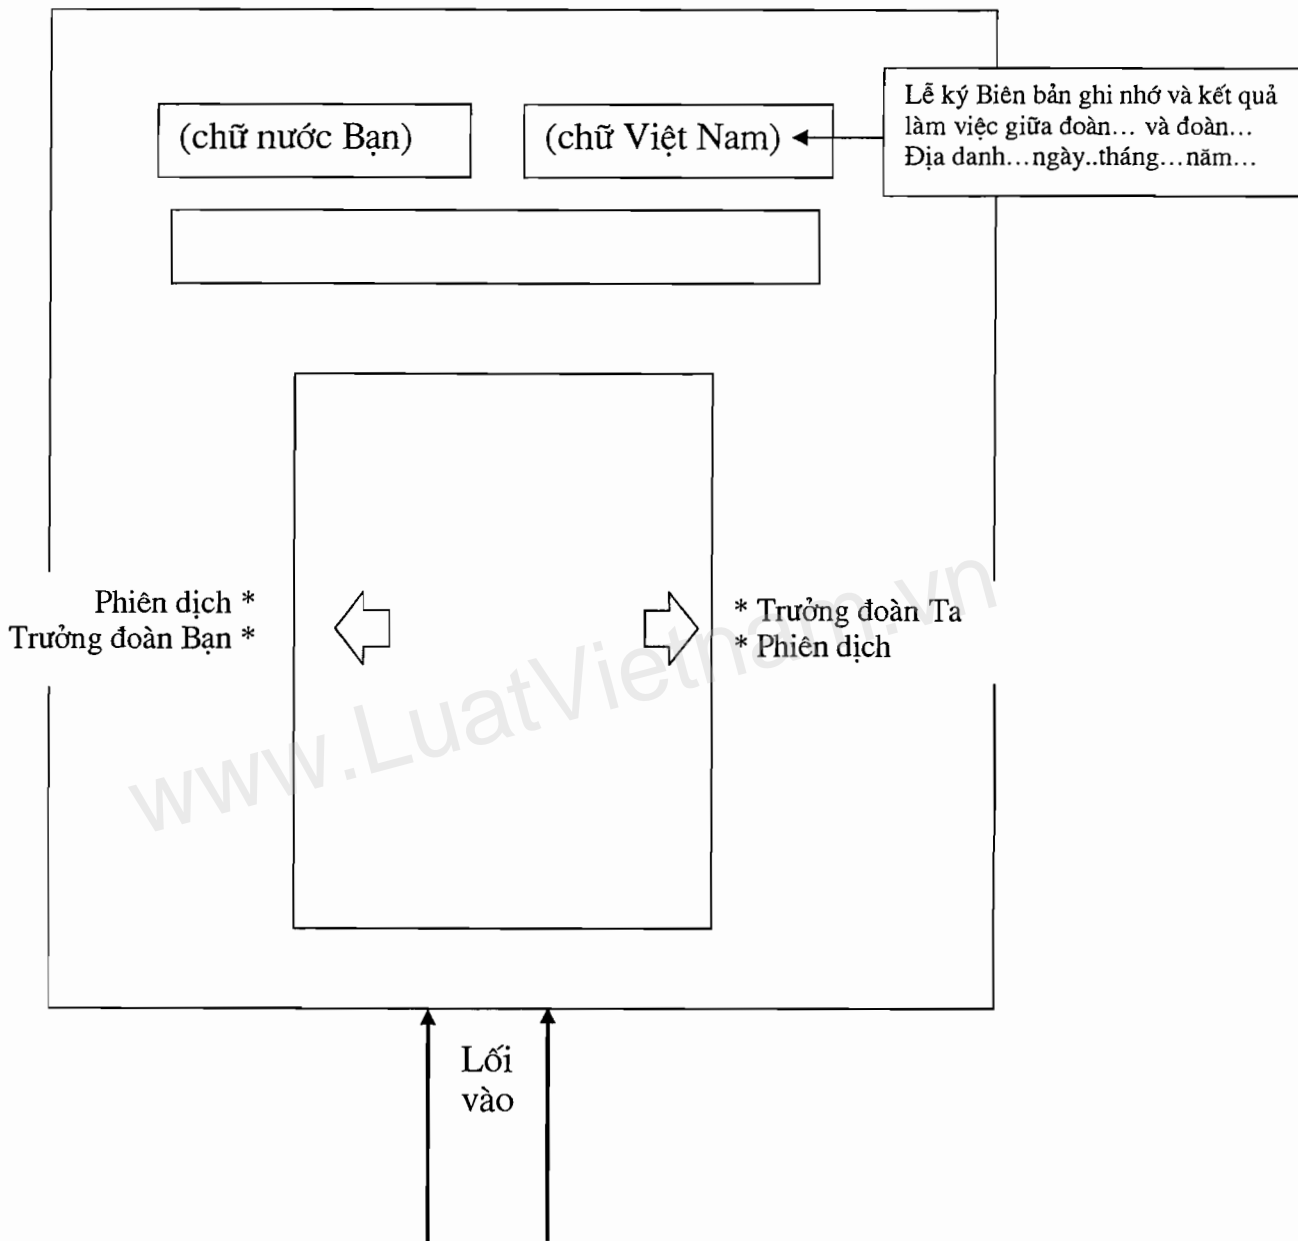 (chữ nước Bạn)
(chữ Việt Nam)
Lễ ký Biên bản ghi nhớ và kết quả
làm việc giữa đoàn... và đoàn...
Địa danh...ngày..tháng...năm...
Phiên dịch *
Trưởng đoàn Bạn *
* Trưởng đoàn Ta
* Phiên dịch
www.LuatVietnam.vn
Lối
vào